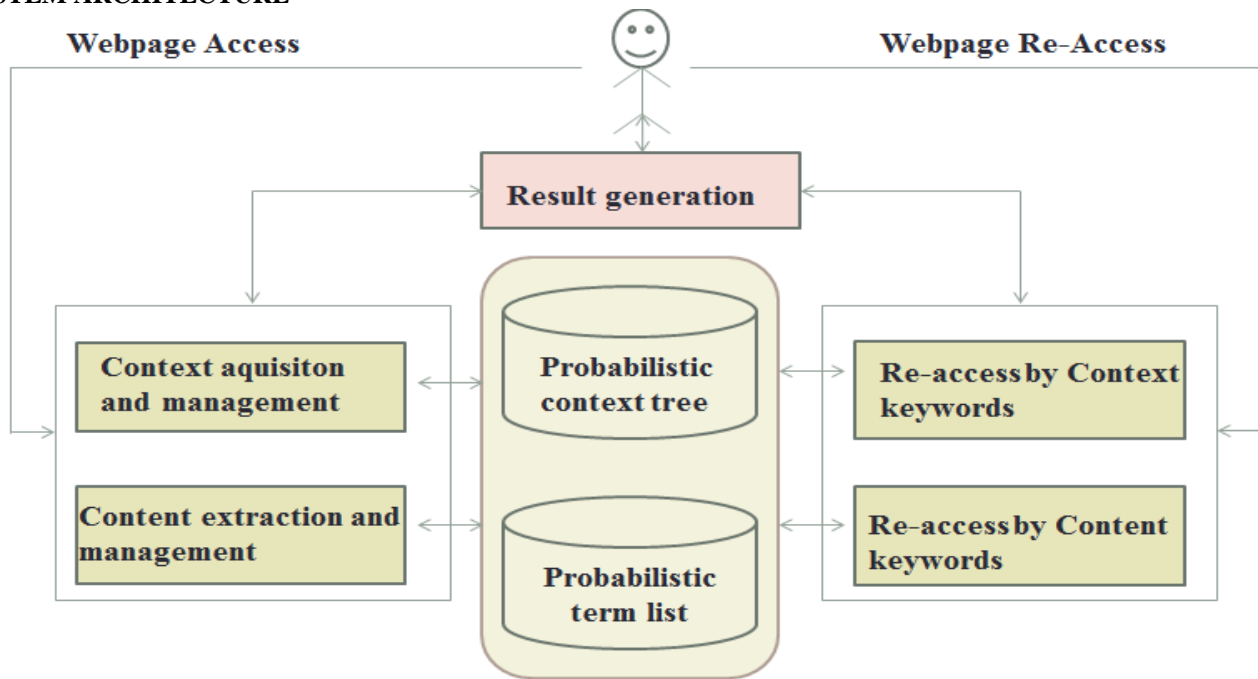 Webpage Access
Webpage Re-Access
Result generation
Context aquisiton
and management
Content extraction and
management
Probabilistic
context tree
Probabilistic
term list
Re-access by Context
keywords
Re-access by Content
keywords